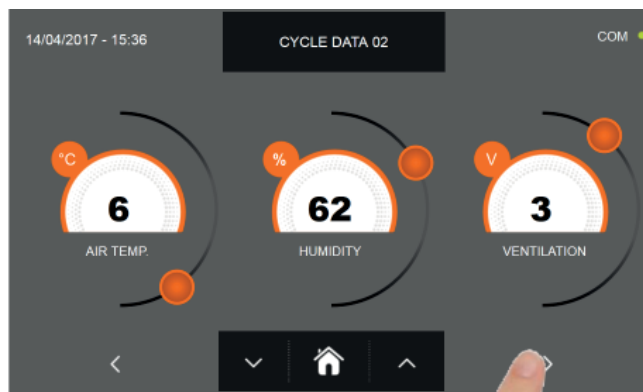 14/04/2017 - 15:36
CYCLE DATA 02
COM
°C
%
V
6
62
3
AIR TEMP.
HUMIDITY
VENTILATION